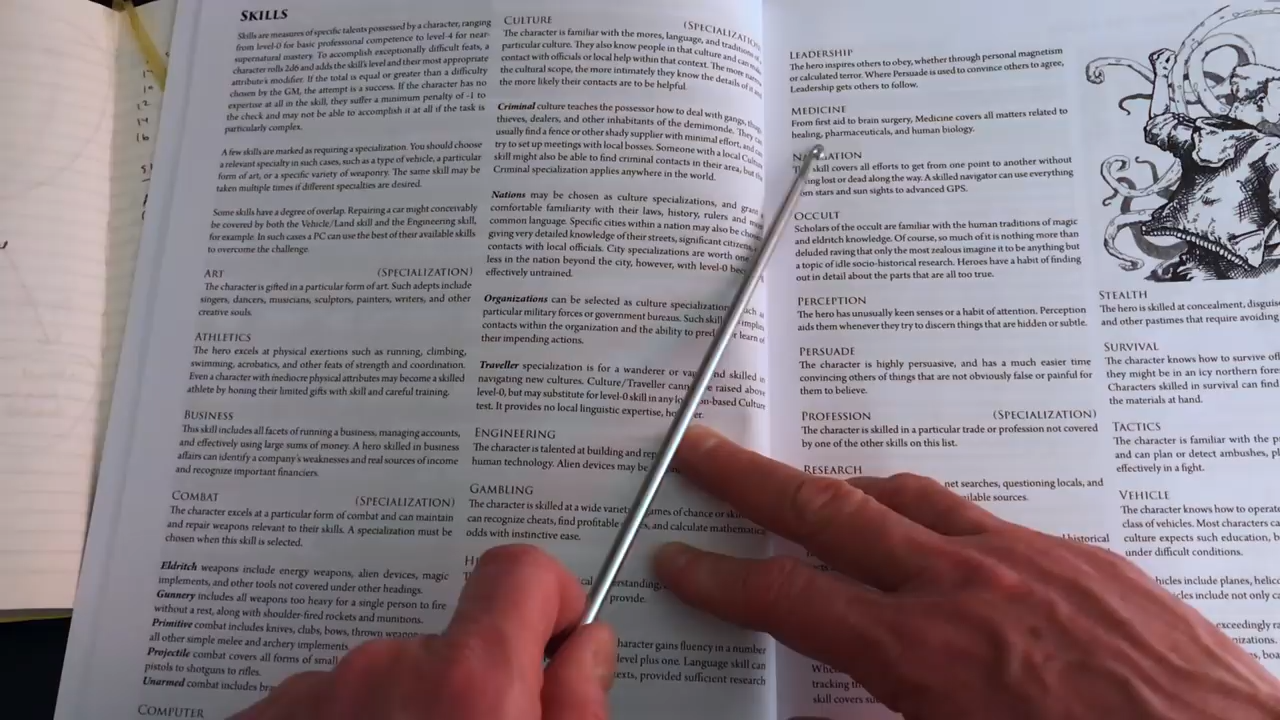 SKILLS
Skills are measures of specific talents possessed by a character, ranging
from level-0 for basic professional competence to level-4 for near-
supernatural mastery. To accomplish exceptionally difficult feats, a
character rolls 2d6 and adds the skill's level and their most appropriate
attribute's modifier. If the total is equal or greater than a difficulty
chosen by the GM, the attempt is a success. If the character has no
expertise at all in the skill, they suffer a minimum penalty of -1 to
the check and may not be able to accomplish it at all if the task is
particularly complex.
A few skills are marked as requiring a specialization. You should choose
a relevant specialty in such cases, such as a type of vehicle, a particular
form of art, or a specific variety of weaponry. The same skill may be
taken multiple times if different specialties are desired.
Some skills have a degree of overlap. Repairing a car might conceivably
be covered by both the Vehicle/Land skill and the Engineering skill,
for example. In such cases a PC can use the best of their available skills
to overcome the challenge.
ART (SPECIALIZATION)
The character is gifted in a particular form of art. Such adepts include
singers, dancers, musicians, sculptors, painters, writers, and other
creative souls.
ATHLETICS
The hero excels at physical exertions such as running, climbing,
swimming, acrobatics, and other feats of strength and coordination.
Even a character with mediocre physical attributes may become a skilled
athlete by honing their limited gifts with skill and careful training.
BUSINESS
This skill includes all facets of running a business, managing accounts,
and effectively using large sums of money. A hero skilled in business
affairs can identify a company's weaknesses and real sources of income
and recognize important financiers.
COMBAT (SPECIALIZATION)
The character excels at a particular form of combat and can maintain
and repair weapons relevant to their skills. A specialization must be
chosen when this skill is selected.
Eldritch weapons include energy weapons, alien devices, magic
implements, and other tools not covered under other headings.
Gunnery includes all weapons too heavy for a single person to fire
without a rest, along with shoulder-fired rockets and munitions.
Primitive combat includes knives, clubs, bows, thrown weapons
all other simple melee and archery implements.
Projectile combat covers all forms of small
pistols to shotguns to rifles.
Unarmed combat includes
COMPUTER
CULTURE (SPECIALIZATION
The character is familiar with the mores, language, and traditions of
particular culture. They also know people in that culture and can make
contact with officials or local help within that context. The more narrow
the cultural scope, the more intimately they know the details of it and
the more likely their contacts are to be helpful.
Criminal culture teaches the possessor how to deal with gangs, thugs,
thieves, dealers, and other inhabitants of the demimonde. They can
usually find a fence or other shady supplier with minimal effort, and can
try to set up meetings with local bosses. Someone with a local Culture
skill might also be able to find criminal contacts in their area, but the
Criminal specialization applies anywhere in the world.
Nations may be chosen as culture specializations, and grant
comfortable familiarity with their laws, history, rulers and most
common language. Specific cities within a nation may also be chosen,
giving very detailed knowledge of their streets, significant citizens,
contacts with local officials. City specializations are worth one
less in the nation beyond the city, however, with level-0
effectively untrained.
Organizations can be selected as culture specializations, such as
particular military forces or government bureaus. Such skill implies
contacts within the organization and the ability to learn of
their impending actions.
Traveller specialization is for a wanderer or skilled in
navigating new cultures. Culture/Traveller raised above
level-0, but may substitute for level-0 skill in any -based Culture
test. It provides no local linguistic expertise,
ENGINEERING
The character is talented at building and
human technology. Alien devices may be
GAMBLING
The character is skilled at a wide variety games of chance or skill
can recognize cheats, find profitable and calculate mathematical
odds with instinctive ease.
provide.
character gains fluency in a number
level plus one. Language skill can
texts, provided sufficient research
LEADERSHIP
The hero inspires others to obey, whether through personal magnetism
or calculated terror. Where Persuade is used to convince others to agree,
Leadership gets others to follow.
MEDICINE
From first aid to brain surgery, Medicine covers all matters related to
healing, pharmaceuticals, and human biology.
NAVIGATION
skill covers all efforts to get from one point to another without
lost or dead along the way. A skilled navigator can use everything
stars and sun sights to advanced GPS.
OCCULT
Scholars of the occult are familiar with the human traditions of magic
and eldritch knowledge. Of course, so much of it is nothing more than
deluded raving that only the most zealous imagine it to be anything but
a topic of idle socio-historical research. Heroes have a habit of finding
out in detail about the parts that are all too true.
PERCEPTION
The hero has unusually keen senses or a habit of attention. Perception
aids them whenever they try to discern things that are hidden or subtle.
PERSUADE
The character is highly persuasive, and has a much easier time
convincing others of things that are not obviously false or painful for
them to believe.
PROFESSION (SPECIALIZATION)
The character is skilled in a particular trade or profession not covered
by one of the other skills on this list.
RESEARCH
net searches, questioning locals, and
available sources.
historical
tracking
skill covers
STEALTH
The hero is skilled at concealment,
and other pastimes that require avoiding
SURVIVAL
The character knows how to survive
they might be in an icy northern
Characters skilled in survival can find
the materials at hand.
TACTICS
The character is familiar with the
and can plan or detect ambushes,
effectively in a fight.
VEHICLE
The character knows how to operate
class of vehicles. Most characters
culture expects such education,
under difficult conditions.
include planes,
include not only
exceedingly